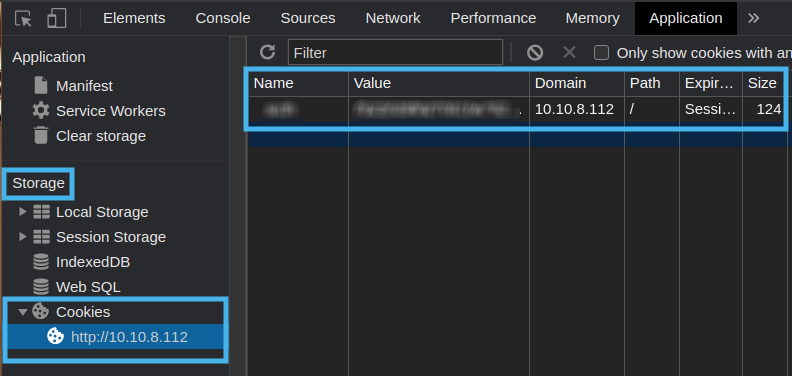 Elements Console Sources Network Performance Memory Application »
Application
Manifest
Service Workers
Clear storage
Storage
Local Storage
Session Storage
IndexedDB
Web SQL
Cookies
http://10.10.8.112
Filter Only show cookies with an
Name Value Domain Path Expir… Size
10.10.8.112 / Sessi… 124